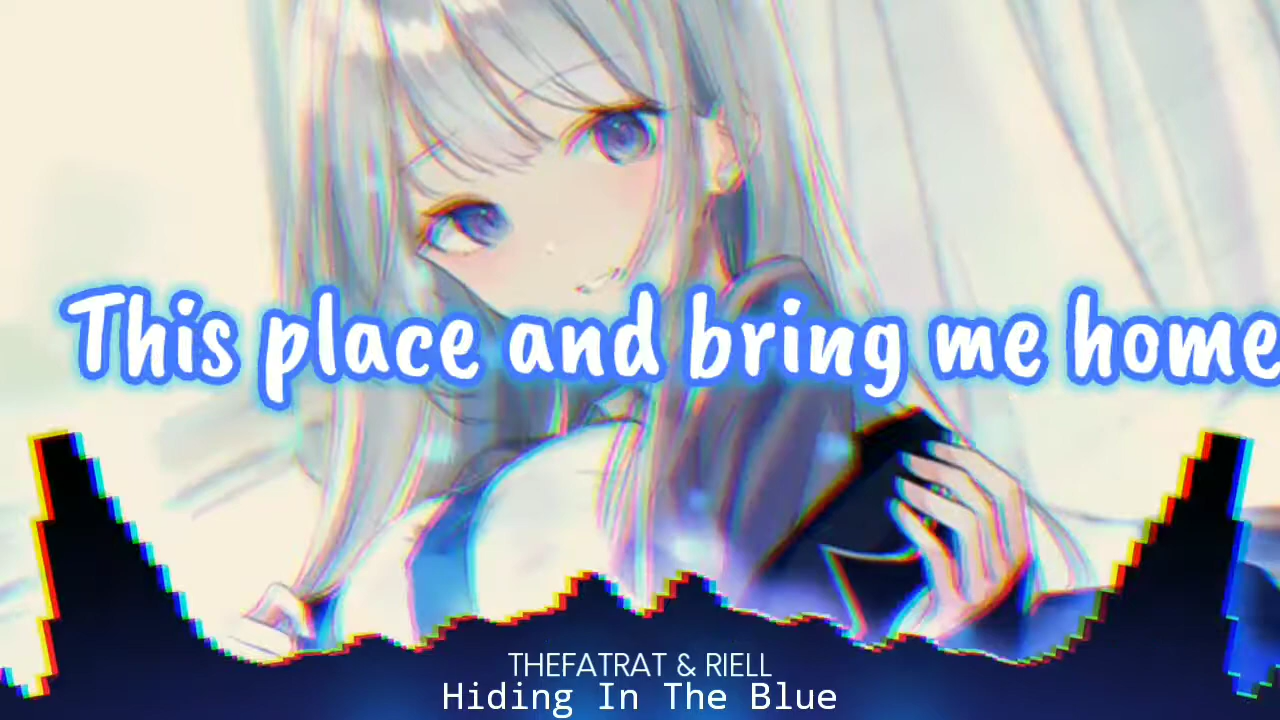 This place and bring me home
THEFATRAT & RIELL
Hiding In The Blue